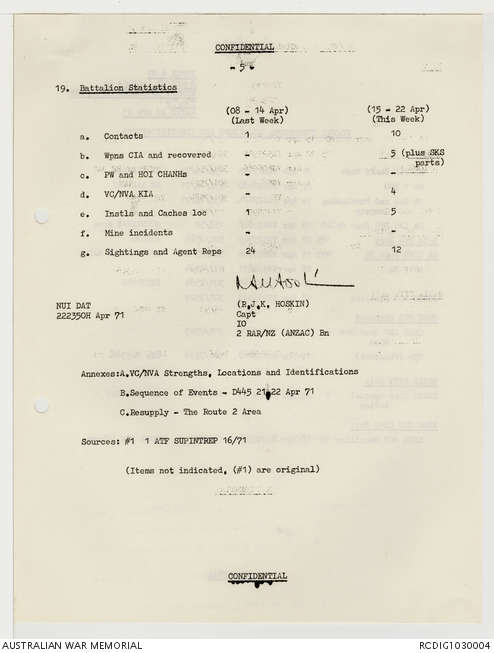 CONFIDENTIAL
- 5 -
19. Battalion Statistics
(08 - 14 Apr) (15 - 22 Apr)
(Last Week) (This Week)
a. Contacts 1 10
b. Wpns CIA and recovered - 5 (plus SKS
parts)
c. PW and HOI CHANHs - -
d. VC/NVA KIA - 4
e. Instls and Caches loc 1 5
f. Mine incidents - -
g. Sightings and Agent Reps 24 12
NUI DAT (R.J.K. HOSKIN)
222350H Apr 71 Capt
IO
2 RAR/NZ (ANZAC) Bn
Annexes:A.VC/NVA Strengths, Locations and Identifications
B.Sequence of Events - D445 21-22 Apr 71
C.Resupply - The Route 2 Area
Sources: #1 1 ATF SUPINTREP 16/71
(Items not indicated, (#1) are original)
CONFIDENTIAL
AUSTRALIAN WAR MEMORIAL RCDIG1030004